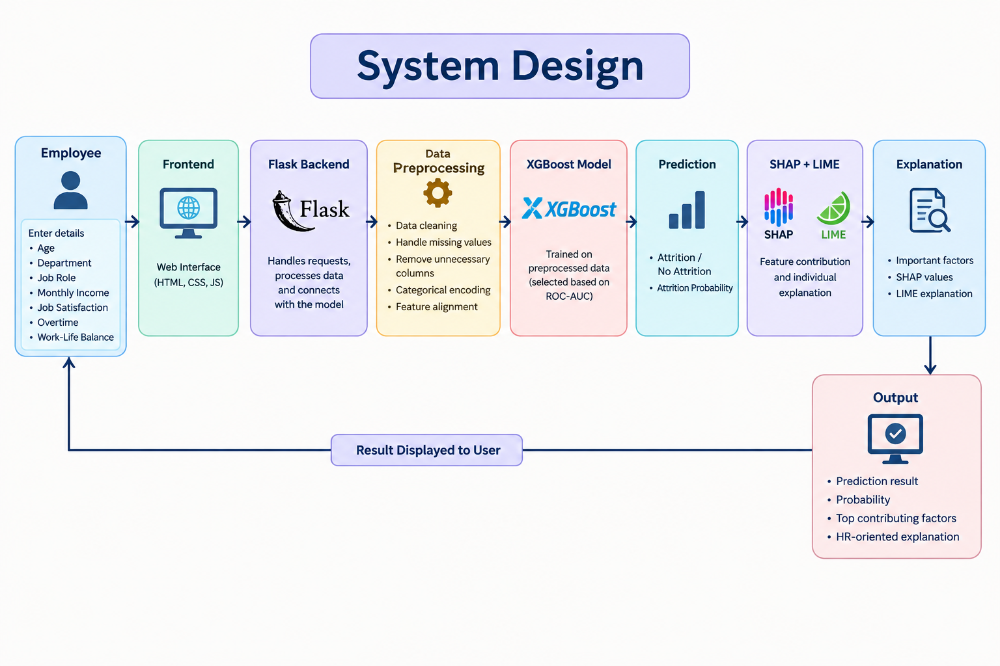 System Design
Employee
Enter details
• Age
• Department
• Job Role
• Monthly Income
• Job Satisfaction
• Overtime
• Work-Life Balance
Frontend
Web Interface
(HTML, CSS, JS)
Flask Backend
Flask
Handles requests,
processes data
and connects
with the model
Data
Preprocessing
• Data cleaning
• Handle missing values
• Remove unnecessary
columns
• Categorical encoding
• Feature alignment
XGBoost Model
XGBoost
Trained on
preprocessed data
(selected based on
ROC-AUC)
Prediction
• Attrition /
No Attrition
• Attrition Probability
SHAP + LIME
SHAP
LIME
Feature contribution
and individual
explanation
Explanation
• Important factors
• SHAP values
• LIME explanation
Output
• Prediction result
• Probability
• Top contributing factors
• HR-oriented explanation
Result Displayed to User